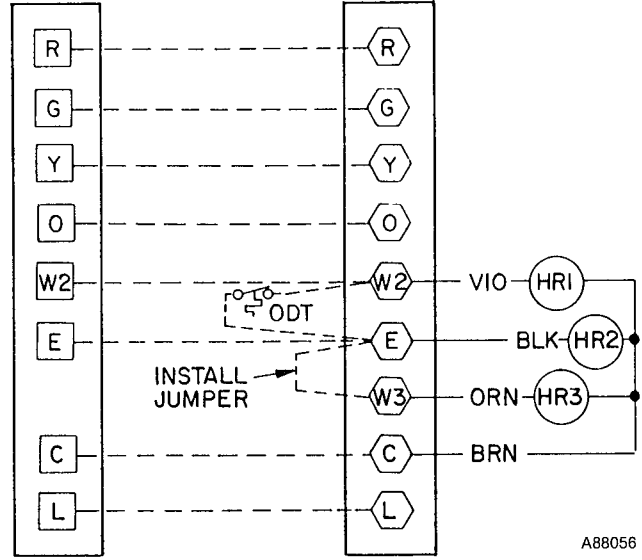 R R
G G
Y Y
O O
W2 W2 VIO HR1
ODT
E E BLK HR2
INSTALL
JUMPER
W3 ORN HR3
C C BRN
L L
A88056